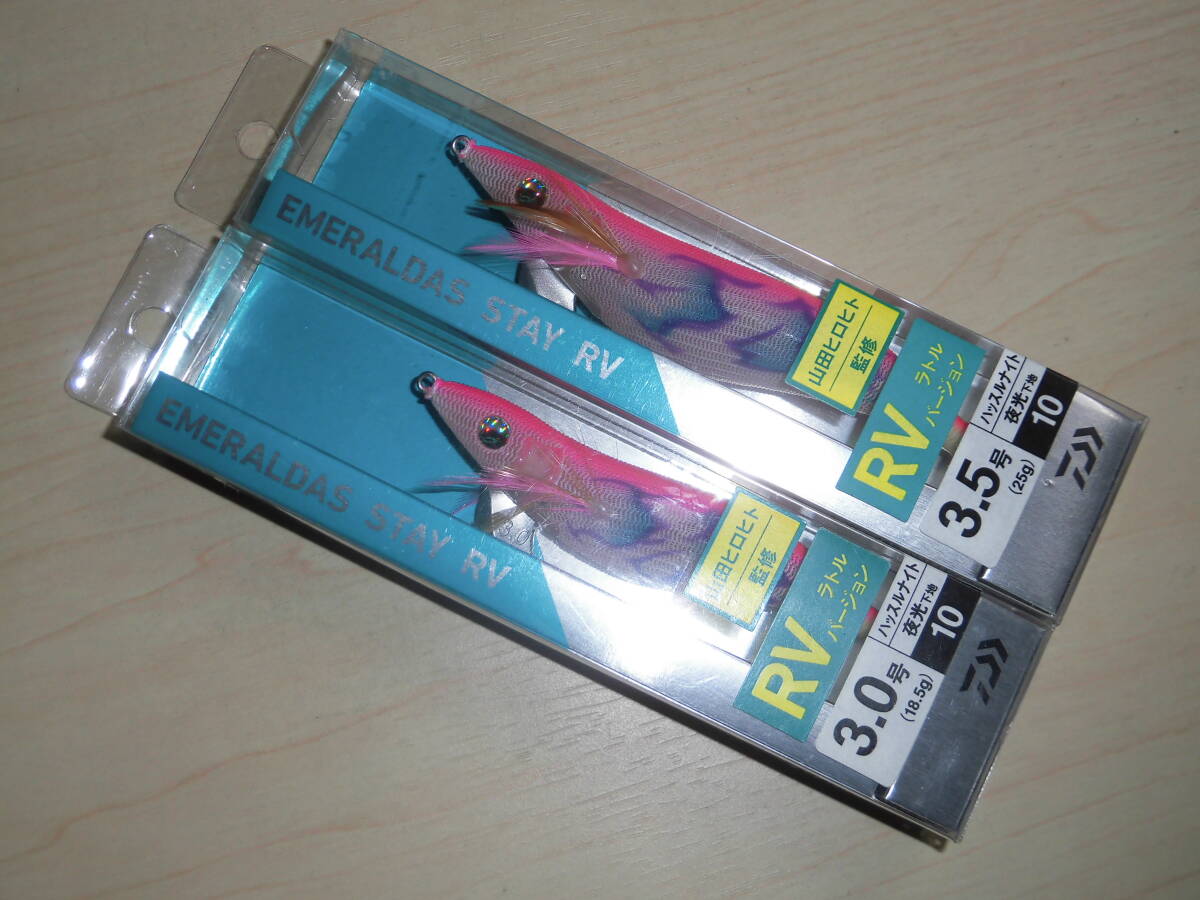 EMERALDAS STAY RV
山田ヒロヒト
監修
RV
ラトル
バージョン
ハッスルナイト
夜光下地
10
3.5号
(25g)
EMERALDAS STAY RV
3.0
山田ヒロヒト
監修
RV
ラトル
バージョン
ハッスルナイト
夜光下地
10
3.0号
(18.5g)